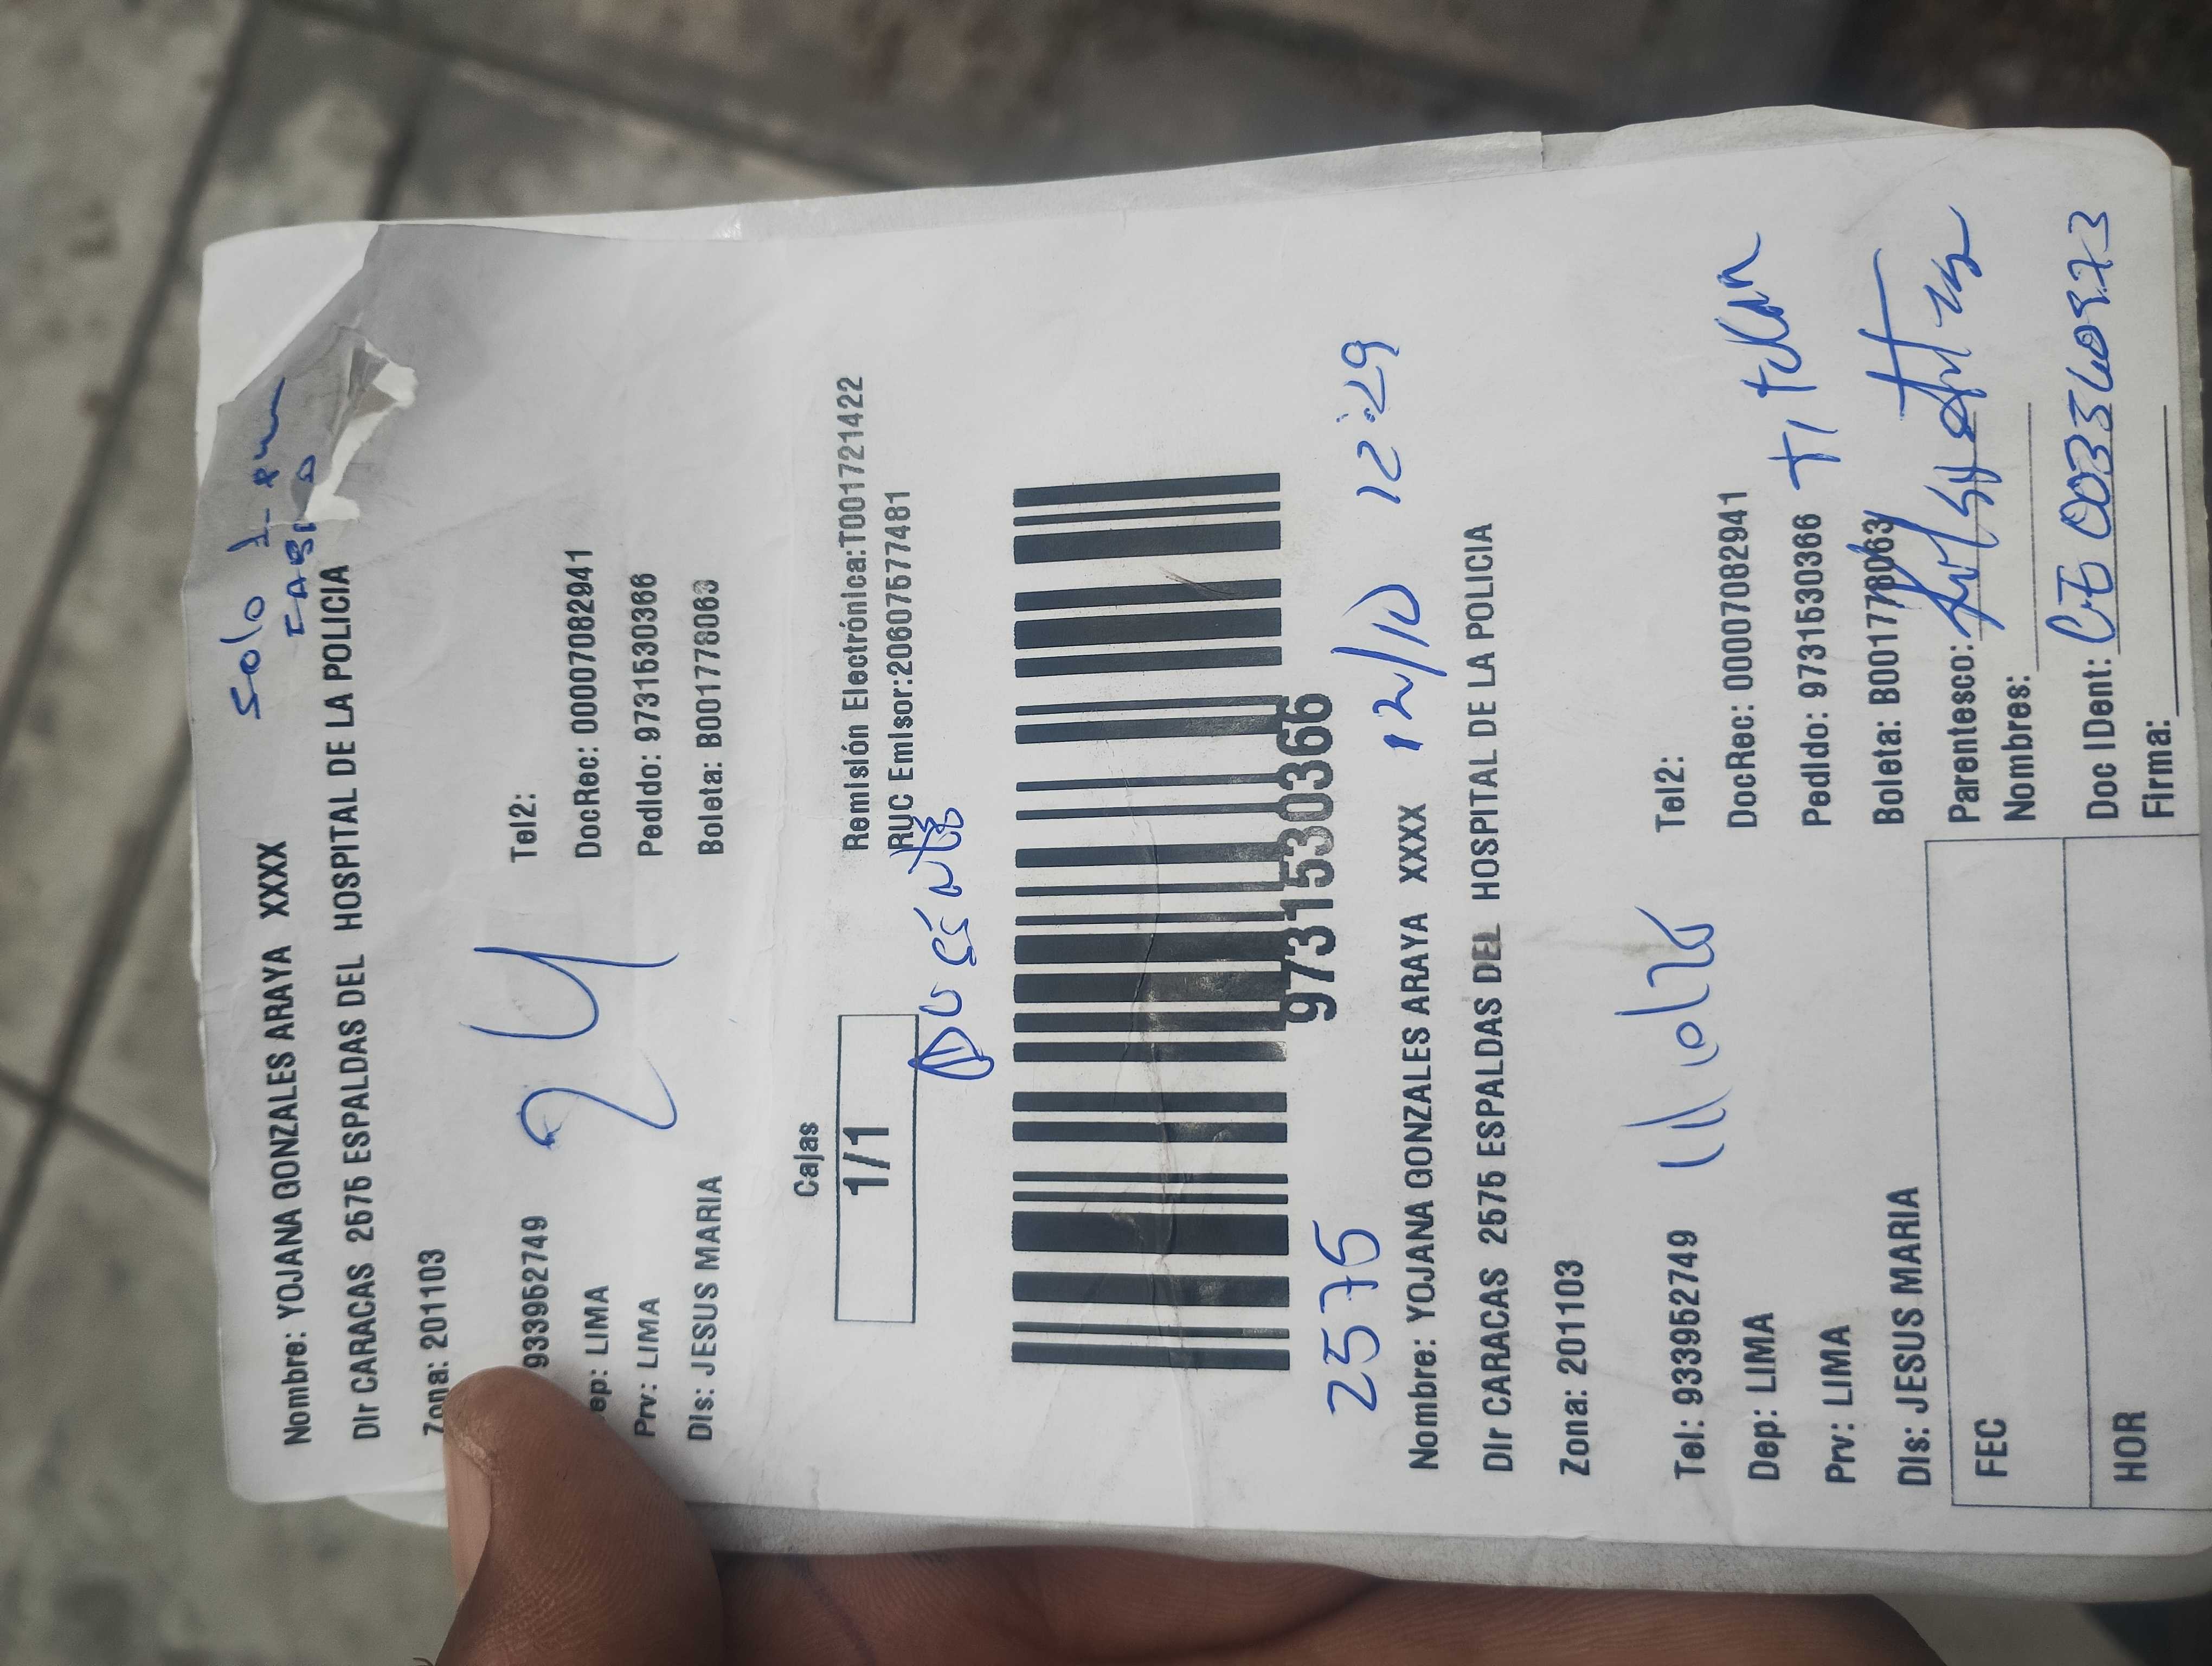 solo 1
Nombre: YOJANA GONZALES ARAYA XXXX
DIr CARACAS 2575 ESPALDAS DEL HOSPITAL DE LA POLICIA
Zona: 201103
24
933952749 Tel2:
ep: LIMA DocRec: 00007082941
Prv: LIMA PedIdo: 9731530366
DIs: JESUS MARIA Boleta: B001778063
Cajas
1/1
Remisión Electrónica:T001721422
RUC Emisor:20607577481
Ausente
9731530366
2575 12/10 12:29
Nombre: YOJANA GONZALES ARAYA XXXX
DIr CARACAS 2575 ESPALDAS DEL HOSPITAL DE LA POLICIA
Zona: 201103
Tel: 933952749 Tel2:
Dep: LIMA DocRec: 00007082941
Prv: LIMA PedIdo: 9731530366
DIs: JESUS MARIA Boleta: B001778063
Parentesco:
FEC Nombres:
Doc IDent: 003360573
HOR Firma: